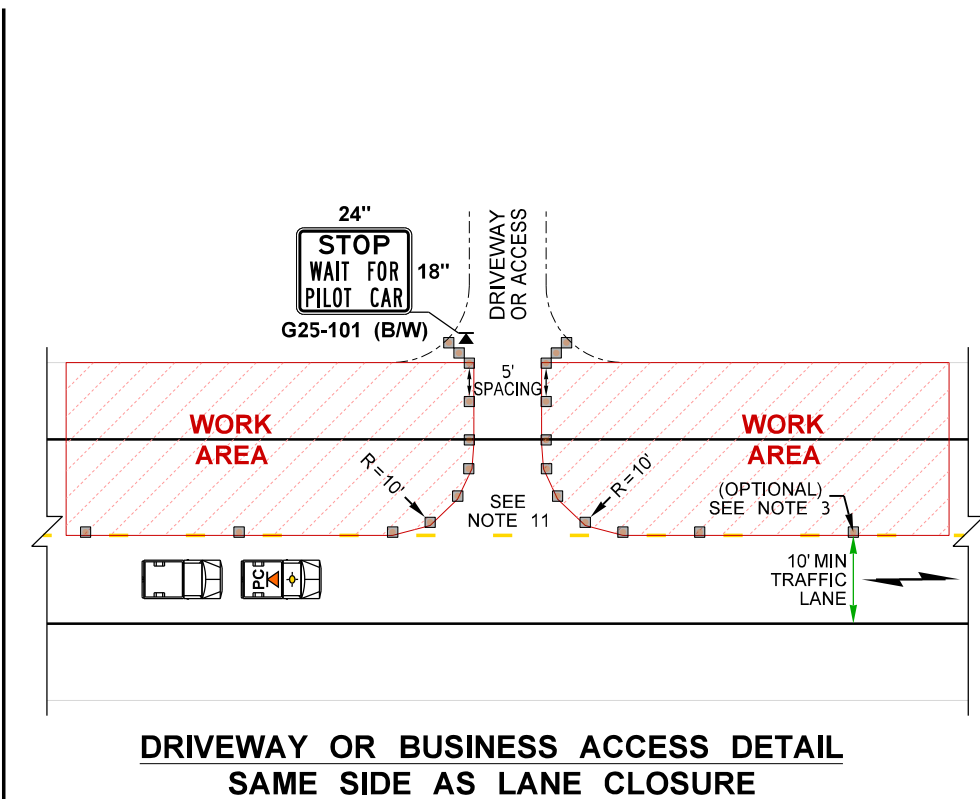 24"
STOP
WAIT FOR
PILOT CAR
18"
G25-101 (B/W)
DRIVEWAY
OR ACCESS
5'
SPACING
WORK
AREA
WORK
AREA
R=10'
R=10'
SEE
NOTE 11
(OPTIONAL)
SEE NOTE 3
10' MIN
TRAFFIC
LANE
PC
DRIVEWAY OR BUSINESS ACCESS DETAIL
SAME SIDE AS LANE CLOSURE